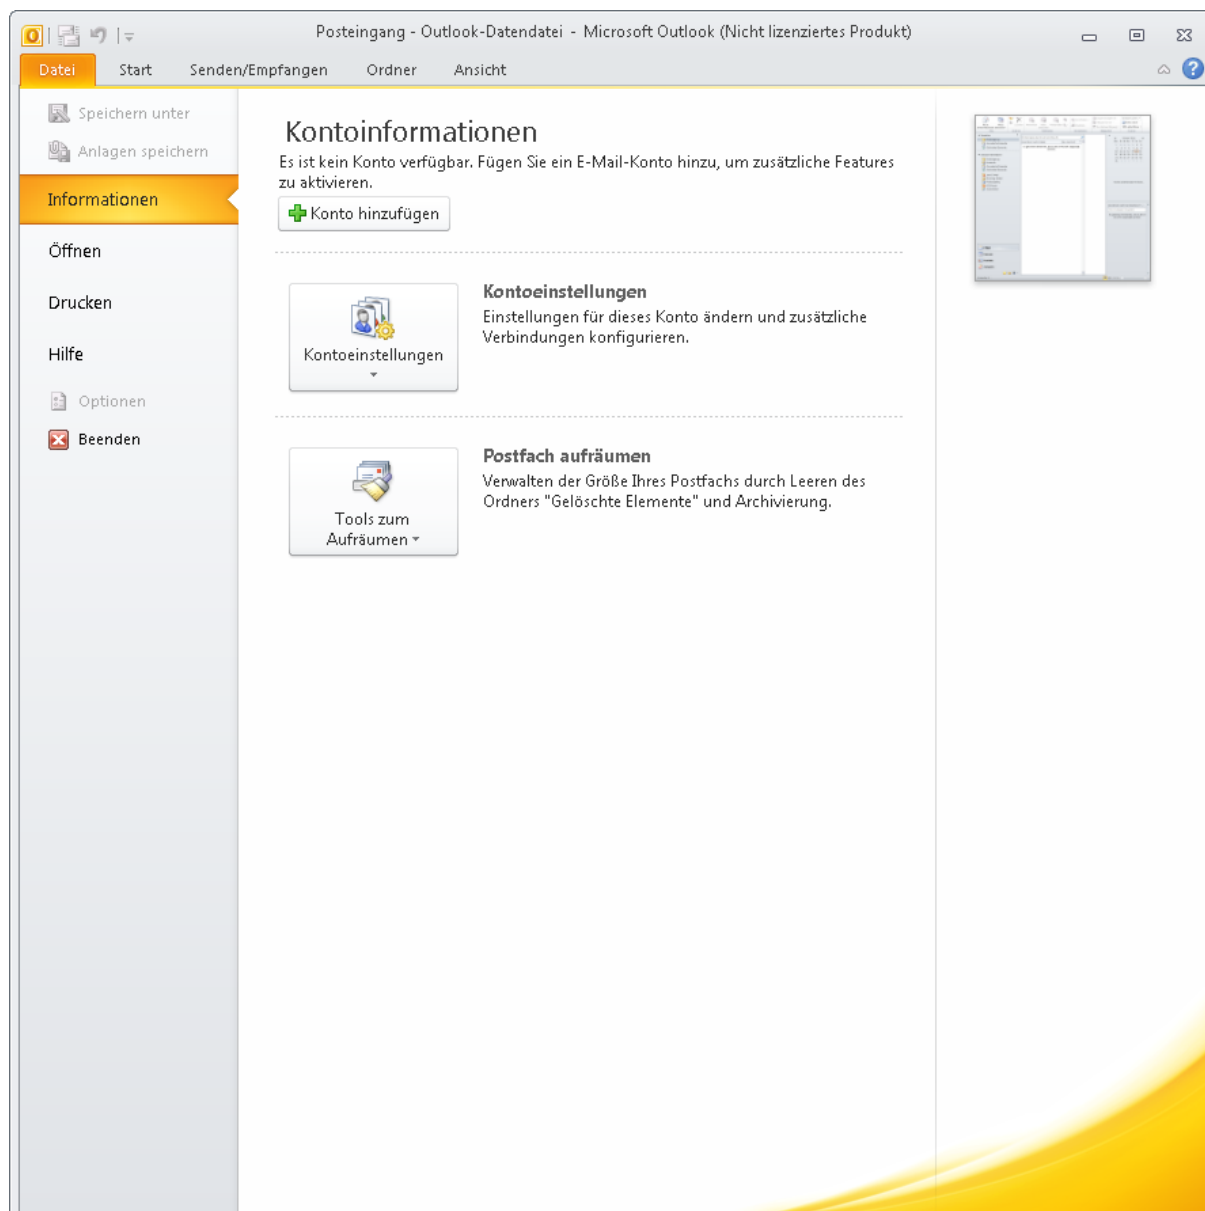 Posteingang - Outlook-Datendatei - Microsoft Outlook (Nicht lizenziertes Produkt)
Datei Start Senden/Empfangen Ordner Ansicht
Speichern unter
Anlagen speichern
Informationen
Öffnen
Drucken
Hilfe
Optionen
Beenden
Kontoinformationen
Es ist kein Konto verfügbar. Fügen Sie ein E-Mail-Konto hinzu, um zusätzliche Features
zu aktivieren.
Konto hinzufügen
Kontoeinstellungen
Kontoeinstellungen
Einstellungen für dieses Konto ändern und zusätzliche
Verbindungen konfigurieren.
Tools zum
Aufräumen
Postfach aufräumen
Verwalten der Größe Ihres Postfachs durch Leeren des
Ordners "Gelöschte Elemente" und Archivierung.